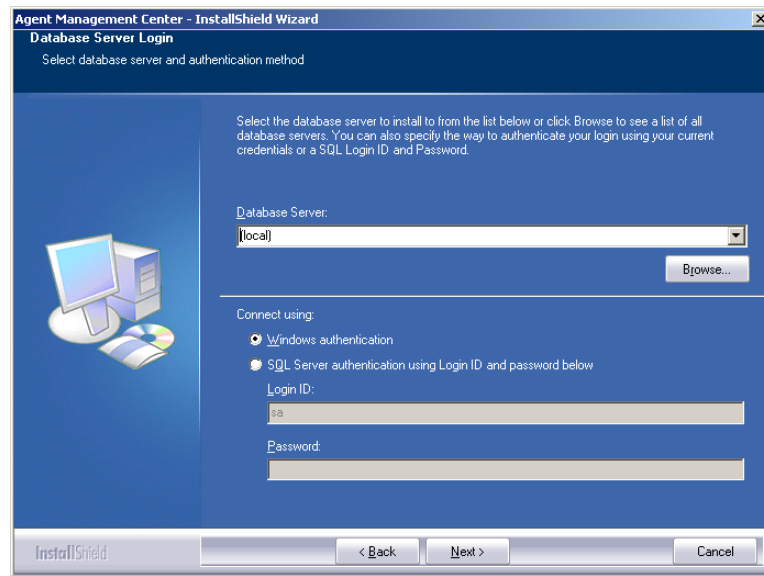 Agent Management Center - InstallShield Wizard
Database Server Login
Select database server and authentication method
Select the database server to install to from the list below or click Browse to see a list of all
database servers. You can also specify the way to authenticate your login using your current
credentials or a SQL Login ID and Password.
Database Server:
(local)
Browse...
Connect using:
Windows authentication
SQL Server authentication using Login ID and password below
Login ID:
sa
Password:
InstallShield
< Back
Next >
Cancel